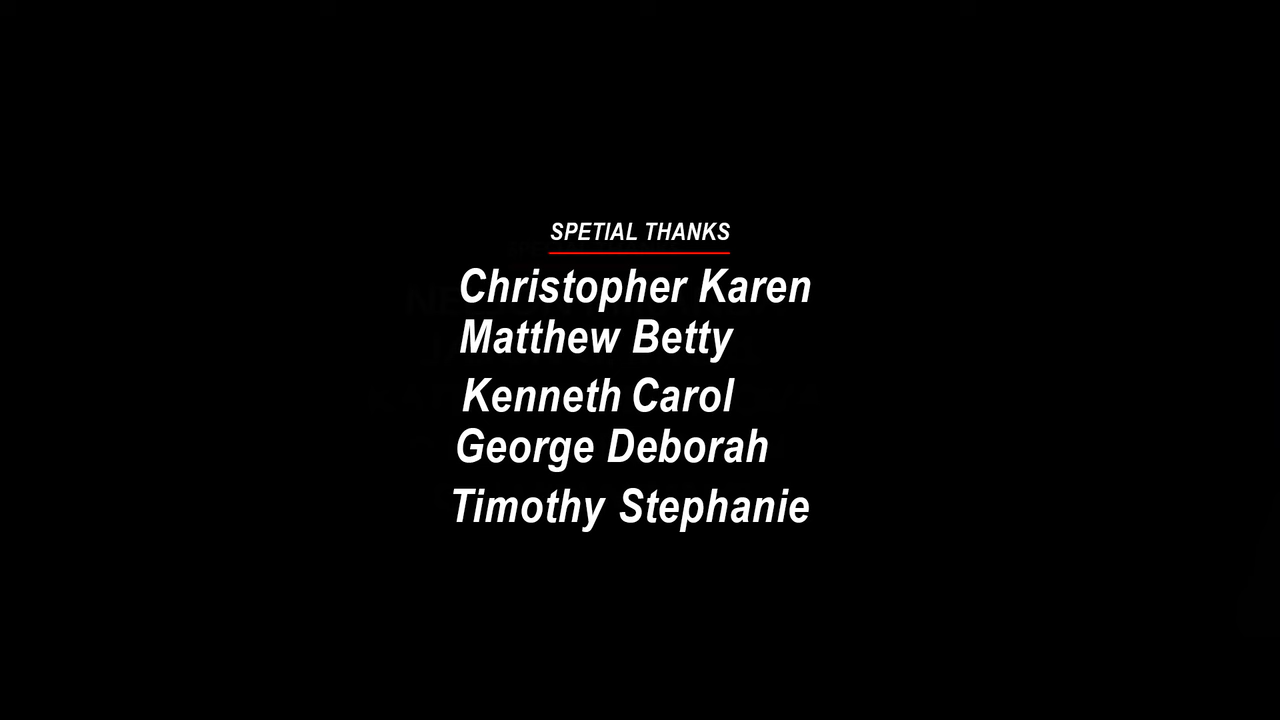 SPETIAL THANKS
Christopher Karen
Matthew Betty
Kenneth Carol
George Deborah
Timothy Stephanie